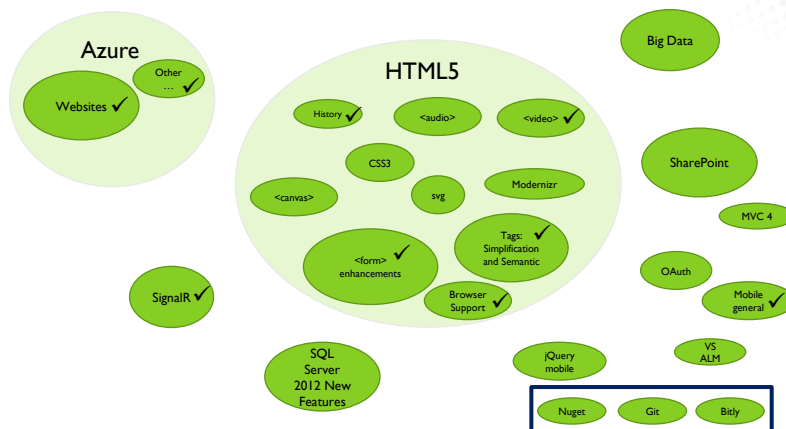 Azure
Other
...
Websites ✓
✓
HTML5
History ✓
<audio>
<video> ✓
CSS3
<canvas>
svg
Modernizr
<form> ✓
enhancements
Tags: ✓
Simplification
and Semantic
Browser
Support ✓
Big Data
SharePoint
MVC 4
OAuth
Mobile
general ✓
SignalR ✓
SQL
Server
2012 New
Features
jQuery
mobile
VS
ALM
Nuget
Git
Bitly